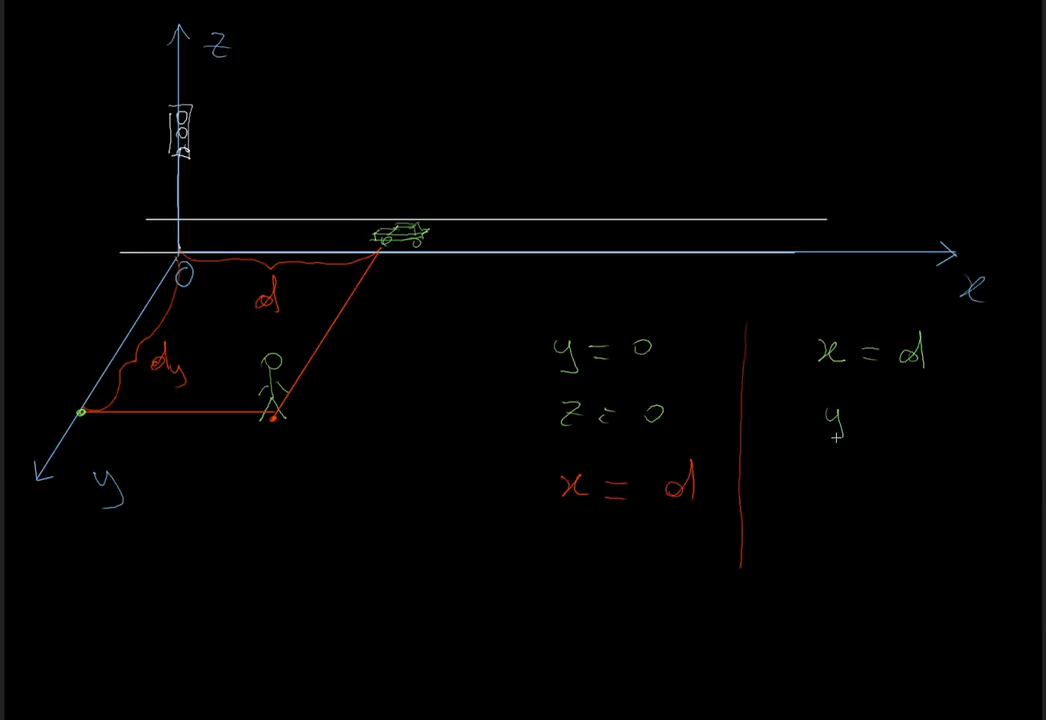 z
O
d
dy
x
y
y = 0
z = 0
x = d
x = d
y